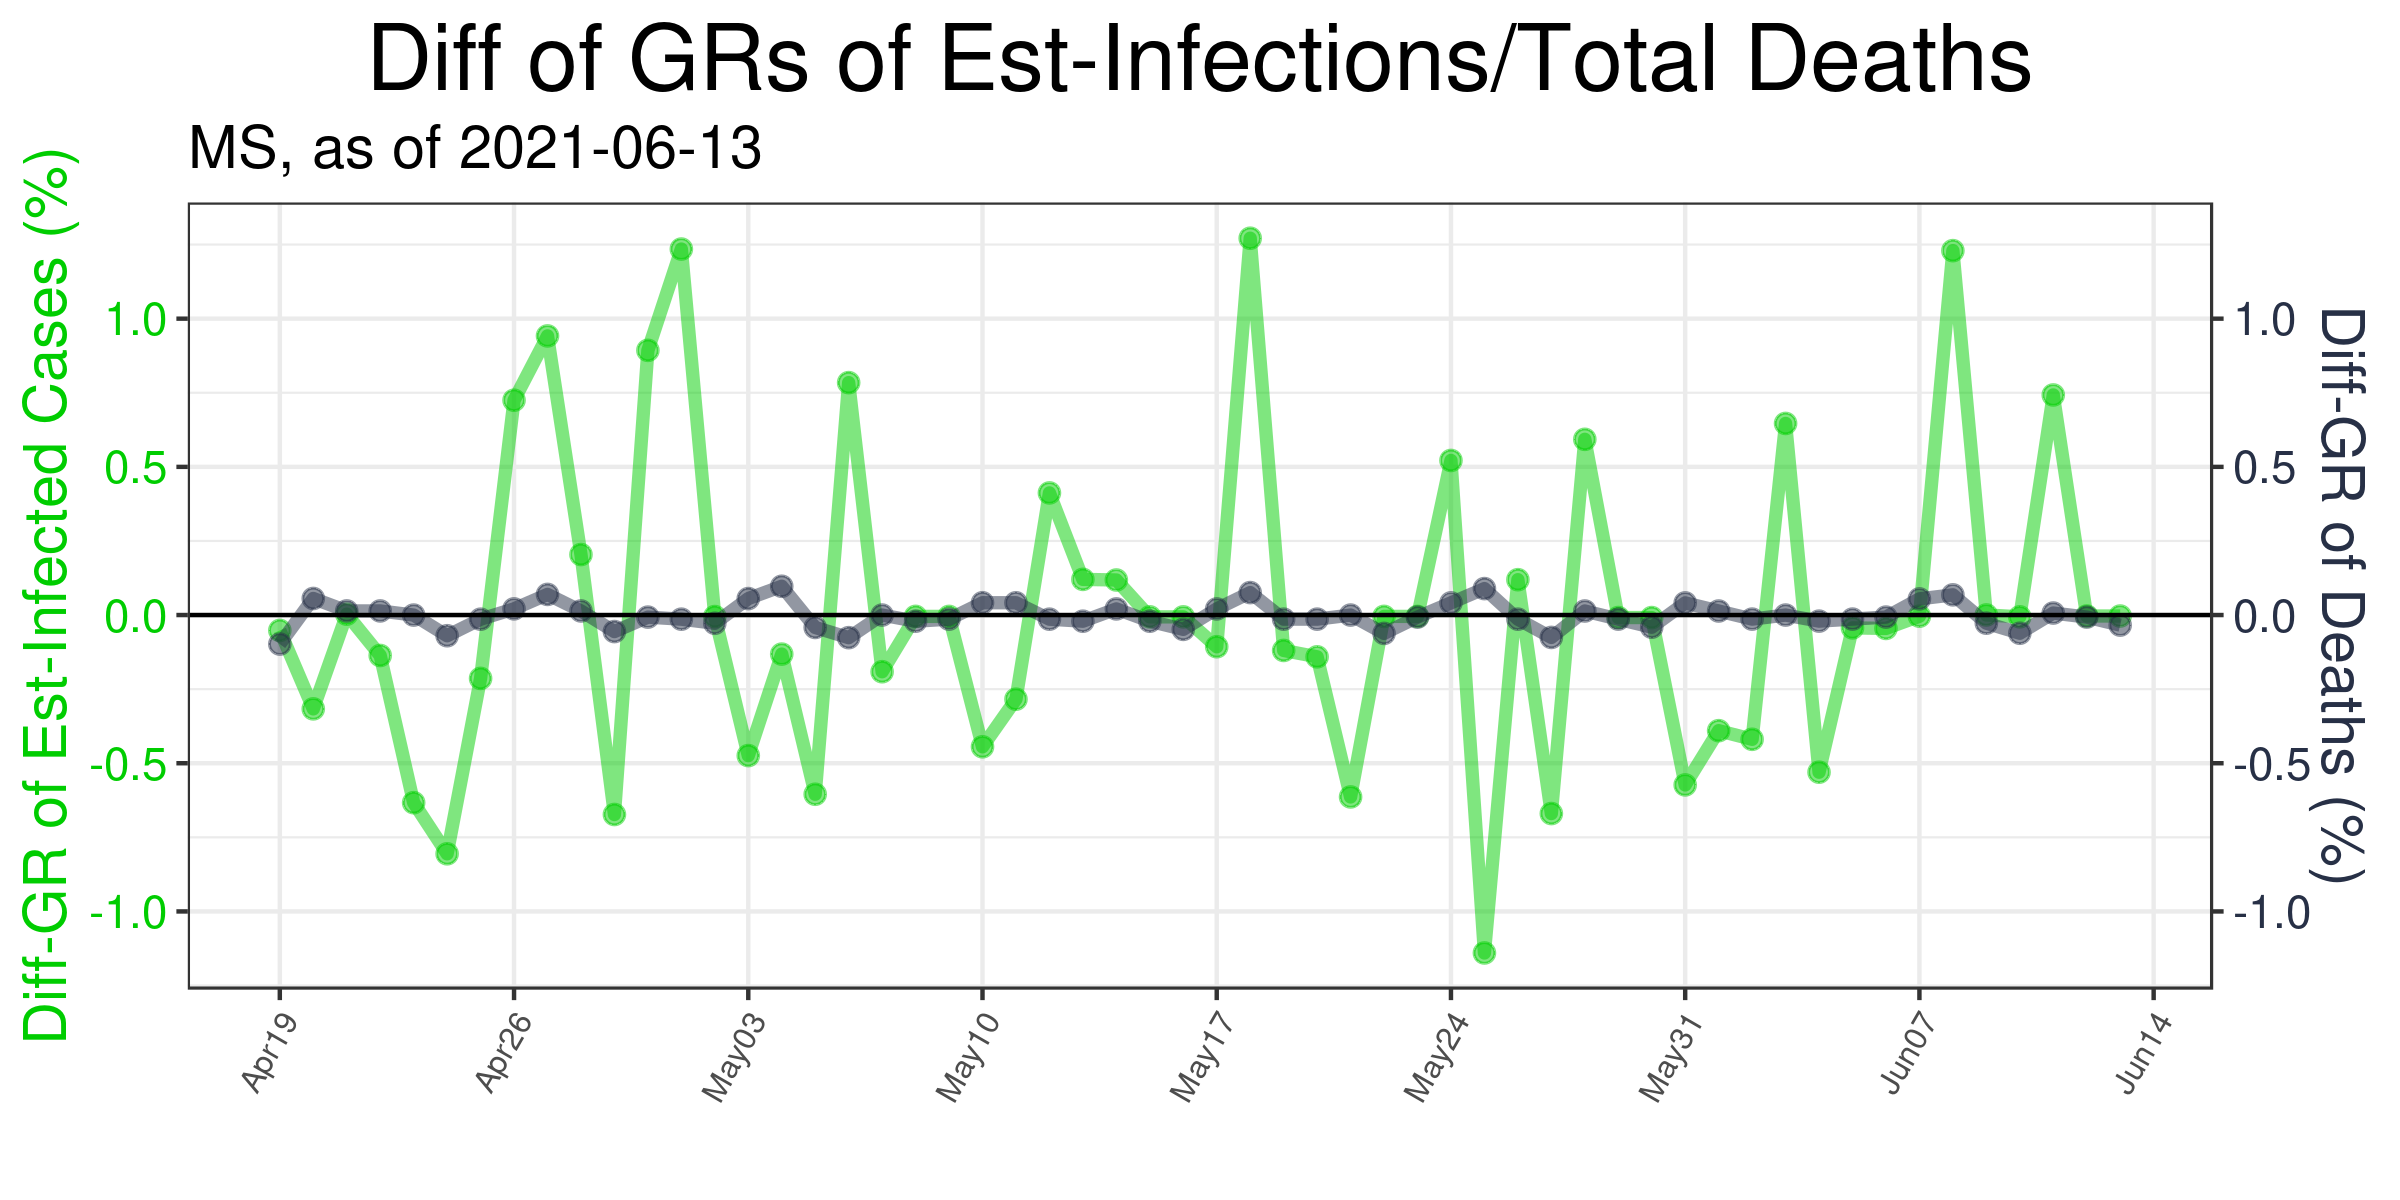 Diff of GRs of Est-Infections/Total Deaths
MS, as of 2021-06-13
Diff-GR of Est-Infected Cases (%)
1.0
0.5
0.0
-0.5
-1.0
1.0
0.5
0.0
-0.5
-1.0
Diff-GR of Deaths (%)
Apr19
Apr26
May03
May10
May17
May24
May31
Jun07
Jun14